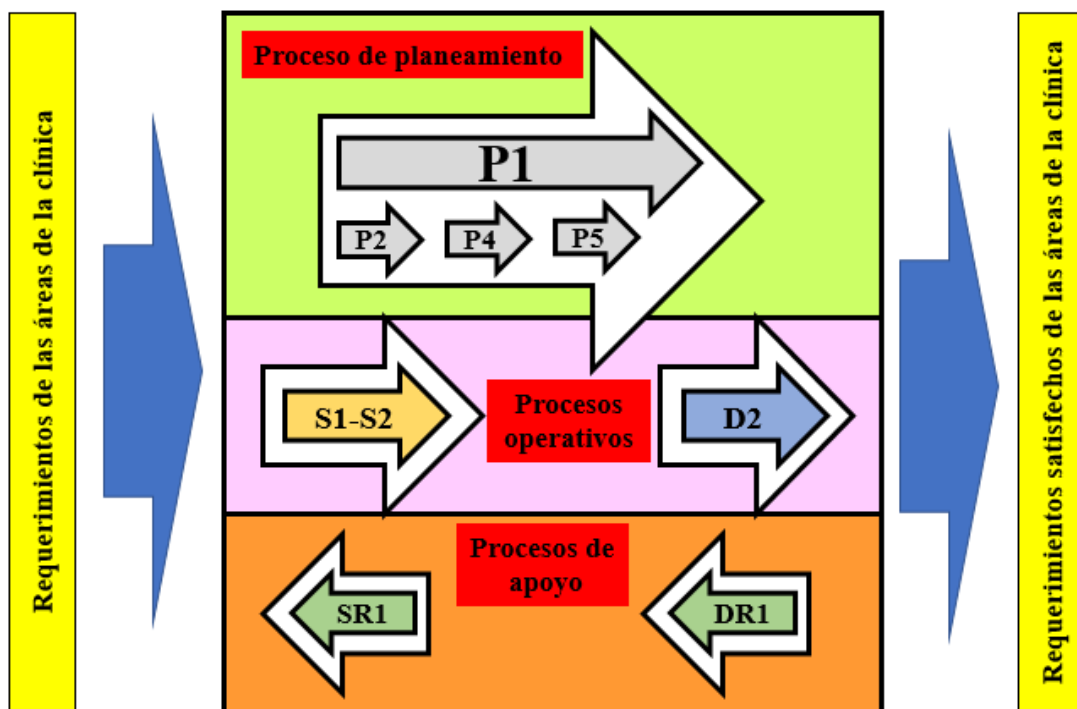 Requerimientos de las áreas de la clínica
Proceso de planeamiento
P1
P2
P4
P5
S1-S2
Procesos
operativos
D2
Procesos de
apoyo
SR1
DR1
Requerimientos satisfechos de las áreas de la clínica